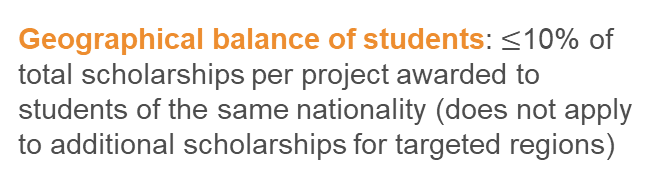 Geographical balance of students: ≤10% of
total scholarships per project awarded to
students of the same nationality (does not apply
to additional scholarships for targeted regions)